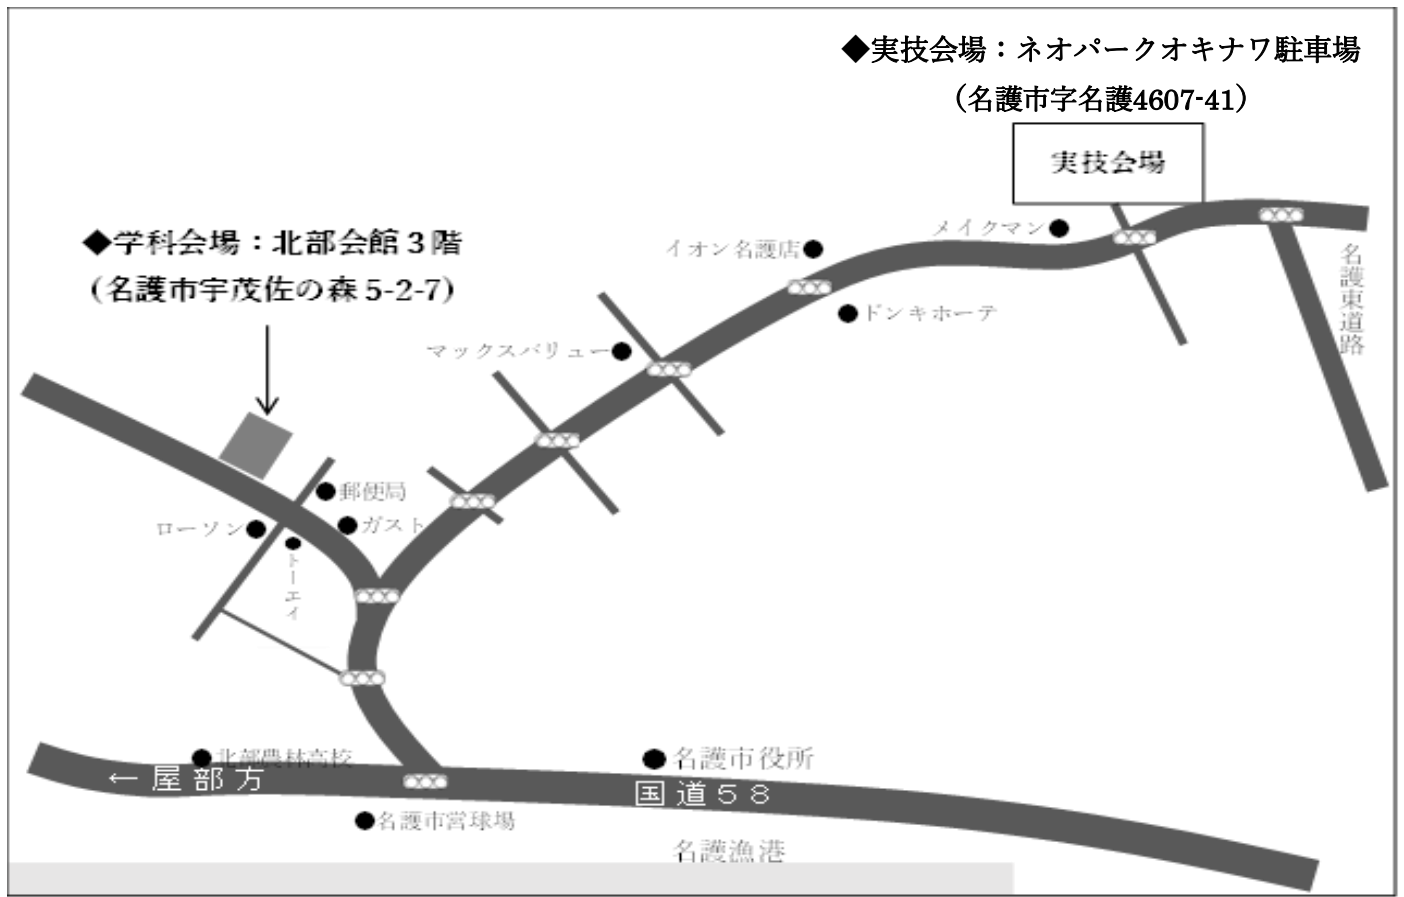 ◆実技会場：ネオパークオキナワ駐車場
（名護市字名護4607-41）
実技会場
◆学科会場：北部会館３階
（名護市宇茂佐の森5-2-7）
メイクマン
イオン名護店
ドンキホーテ
名護東道路
マックスバリュー
郵便局
ローソン
ガスト
トーエイ
北部農林高校
← 屋部方
名護市役所
国道５８
名護市営球場
名護漁港